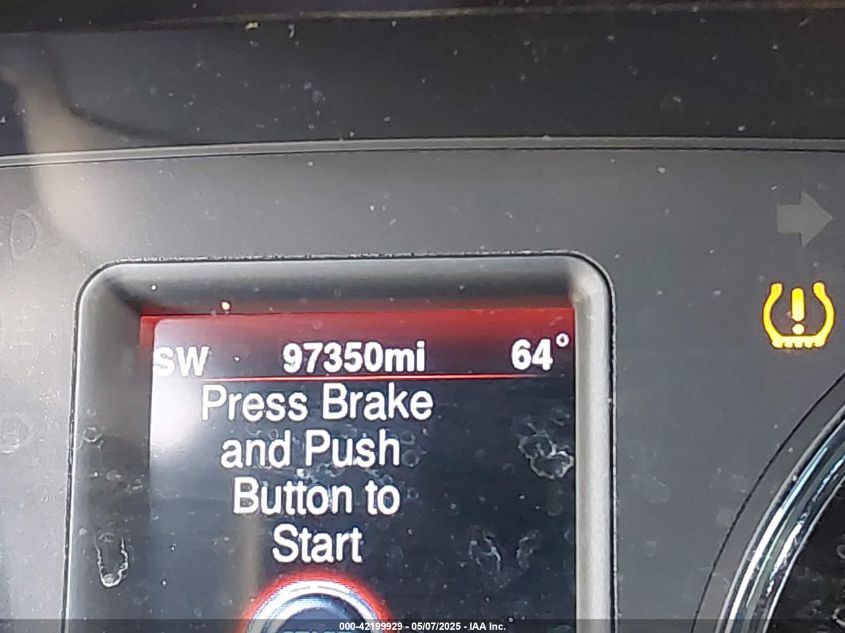 SW 97350mi 64°
Press Brake
and Push
Button to
Start
000-42199929 - 05/07/2025 - IAA Inc.